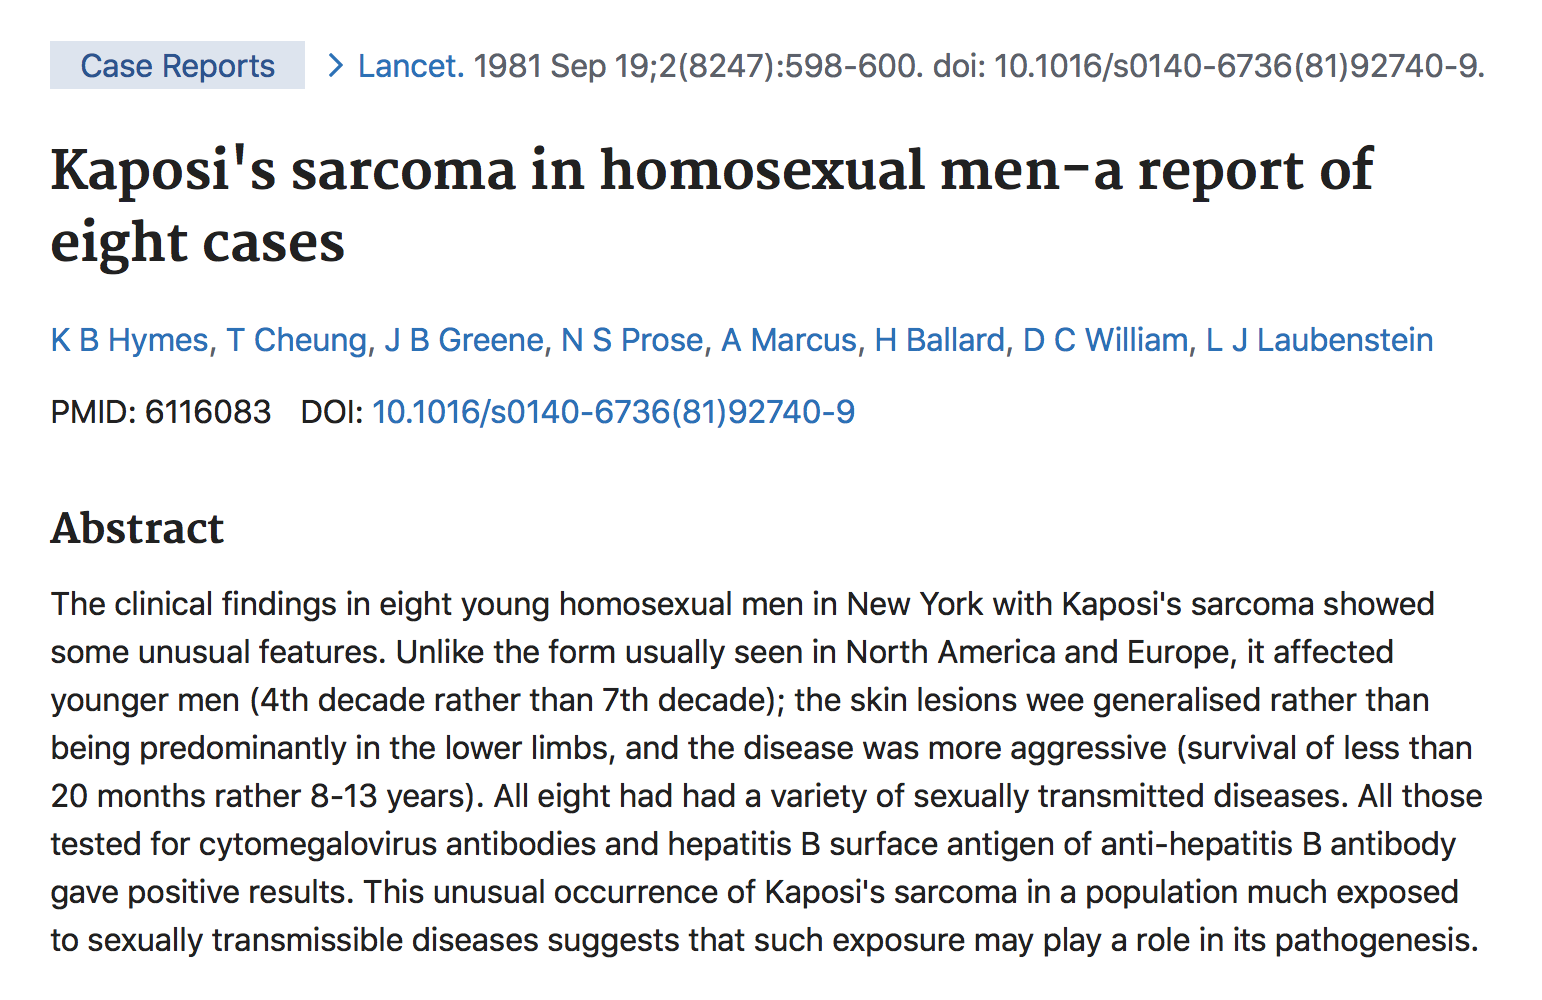 Case Reports > Lancet. 1981 Sep 19;2(8247):598-600. doi: 10.1016/s0140-6736(81)92740-9.
Kaposi's sarcoma in homosexual men-a report of
eight cases
K B Hymes, T Cheung, J B Greene, N S Prose, A Marcus, H Ballard, D C William, L J Laubenstein
PMID: 6116083 DOI: 10.1016/s0140-6736(81)92740-9
Abstract
The clinical findings in eight young homosexual men in New York with Kaposi's sarcoma showed
some unusual features. Unlike the form usually seen in North America and Europe, it affected
younger men (4th decade rather than 7th decade); the skin lesions wee generalised rather than
being predominantly in the lower limbs, and the disease was more aggressive (survival of less than
20 months rather 8-13 years). All eight had had a variety of sexually transmitted diseases. All those
tested for cytomegalovirus antibodies and hepatitis B surface antigen of anti-hepatitis B antibody
gave positive results. This unusual occurrence of Kaposi's sarcoma in a population much exposed
to sexually transmissible diseases suggests that such exposure may play a role in its pathogenesis.